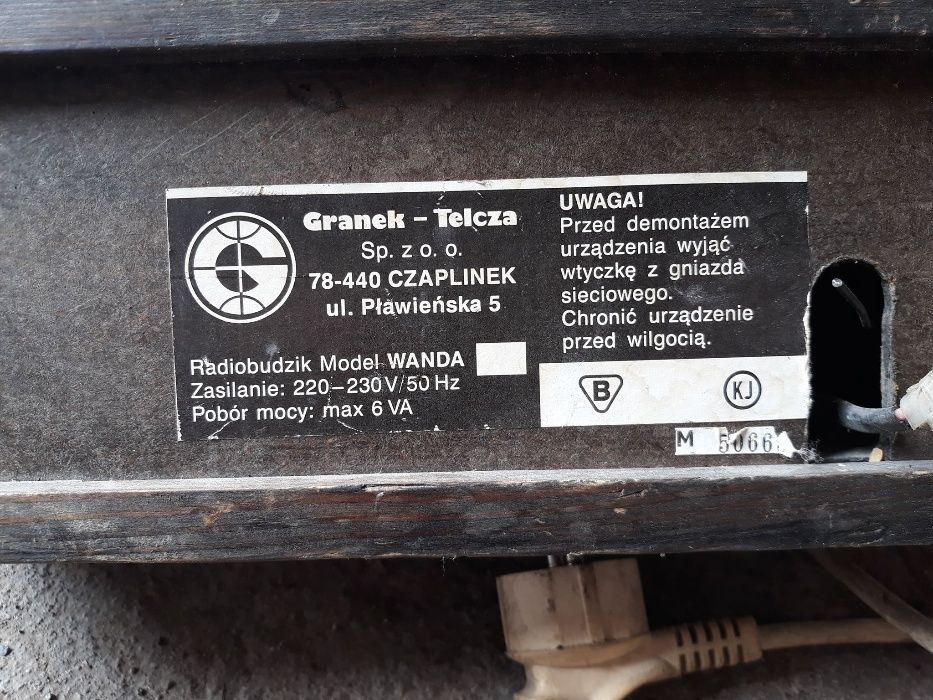 Granek – Telcza
Sp. z o. o.
78-440 CZAPLINEK
ul. Pławieńska 5
Radiobudzik Model WANDA
Zasilanie: 220–230V/50 Hz
Pobór mocy: max 6 VA
UWAGA!
Przed demontażem
urządzenia wyjąć
wtyczkę z gniazda
sieciowego.
Chronić urządzenie
przed wilgocią.
B KJ
M 5066